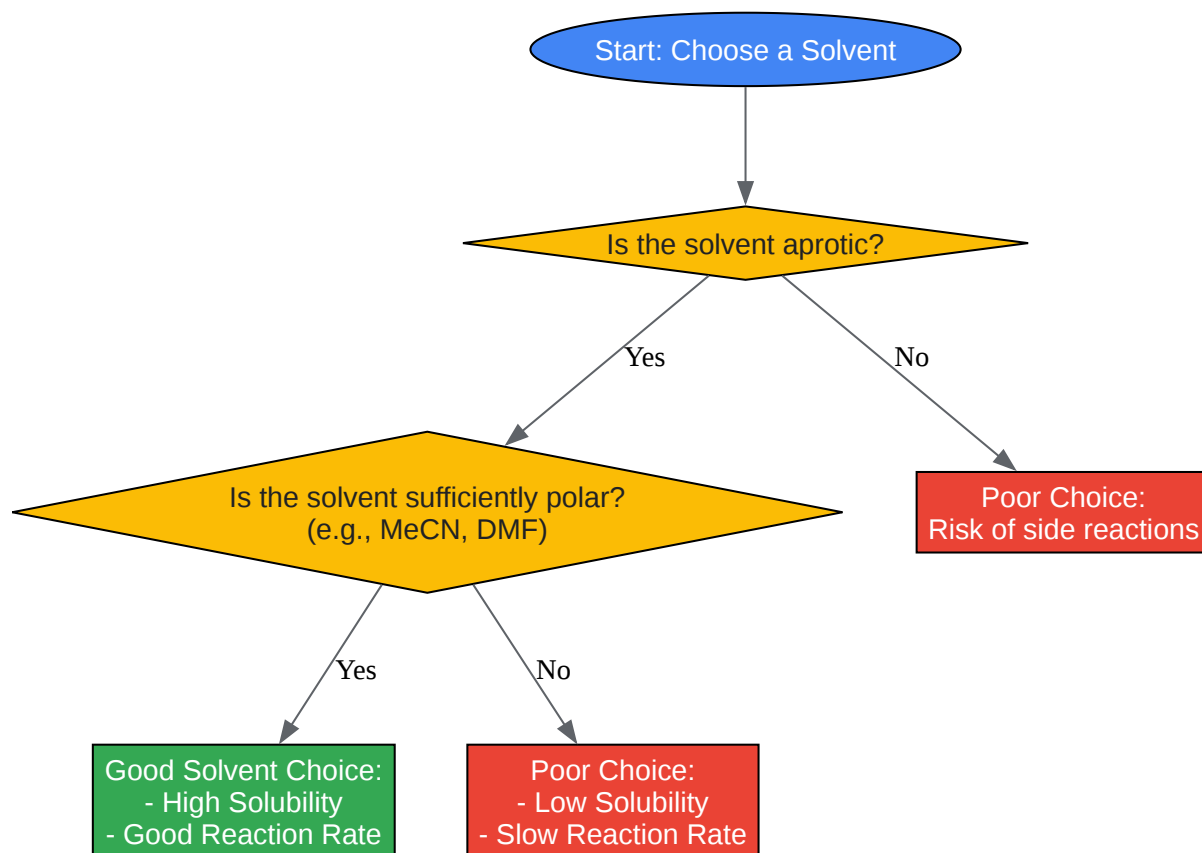 Start: Choose a Solvent
Is the solvent aprotic?
Yes
No
Is the solvent sufficiently polar?
(e.g., MeCN, DMF)
Poor Choice:
Risk of side reactions
Yes
No
Good Solvent Choice:
- High Solubility
- Good Reaction Rate
Poor Choice:
- Low Solubility
- Slow Reaction Rate